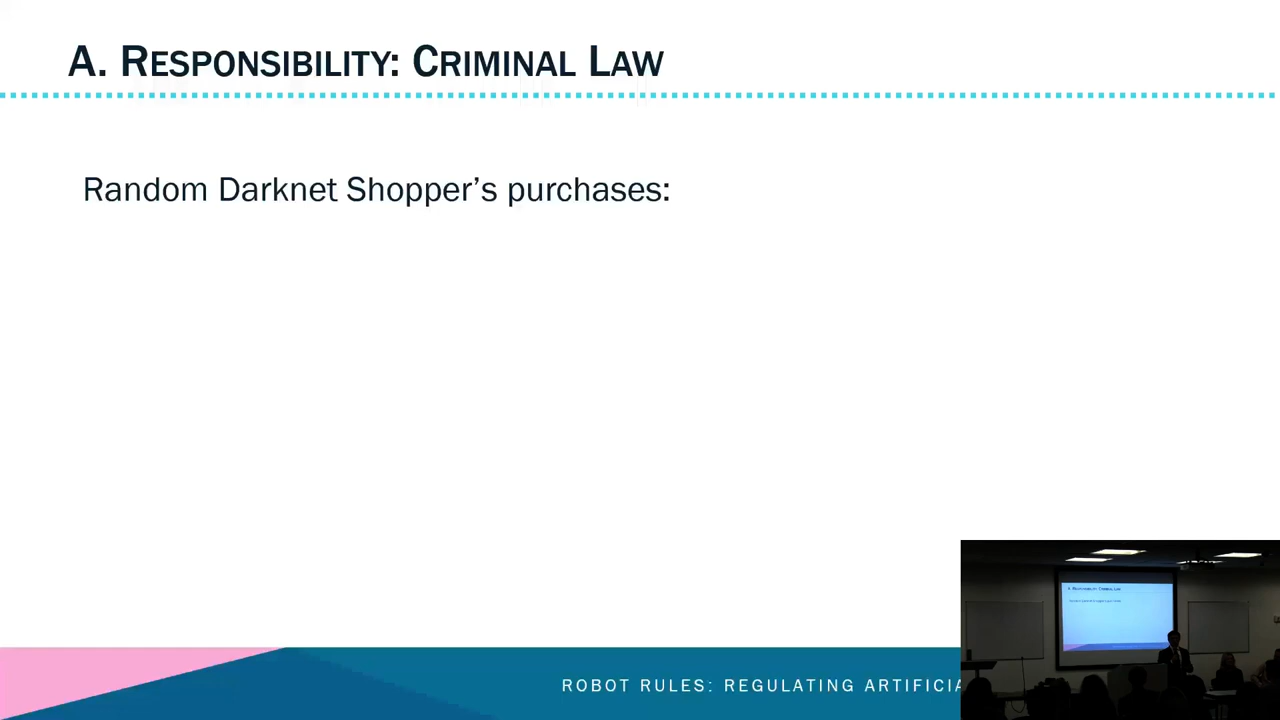 A. RESPONSIBILITY: CRIMINAL LAW
Random Darknet Shopper’s purchases:
ROBOT RULES: REGULATING ARTIFICIA